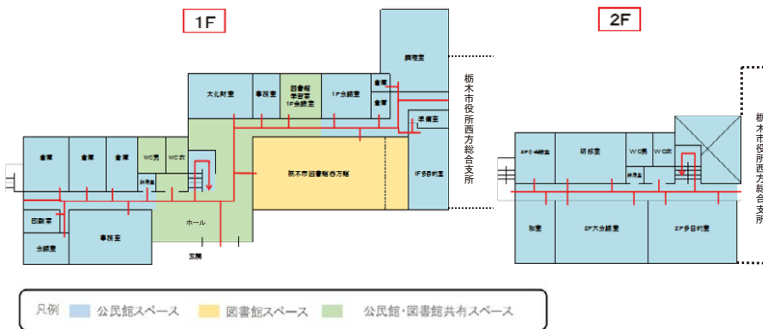 1F
2F
調理室
文化財室
事務室
図書館
学習室
1F会議室
1F会議室
倉庫
倉庫
準備室
1F多目的室
栃木市図書館西方館
倉庫
倉庫
倉庫
WC男
WC女
印刷室
会議室
事務室
ホール
玄関
栃木市役所西方総合支所
研修室
WC男
WC女
和室
2F大会議室
2F多目的室
栃木市役所西方総合支所
凡例
公民館スペース
図書館スペース
公民館・図書館共有スペース